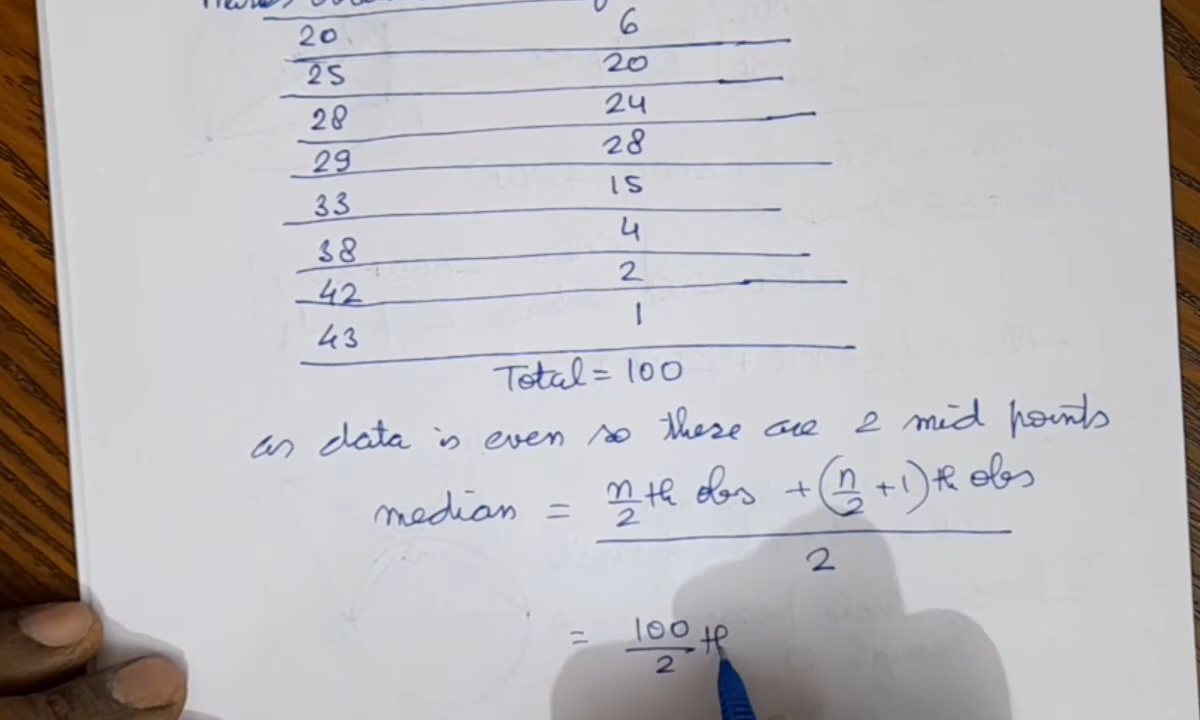 20 6
25 20
28 24
29 28
33 15
38 4
42 2
43 1
Total = 100
as data is even so these are 2 mid points
median = n/2 th obs + (n/2 + 1) th obs
2
= 100/2 th